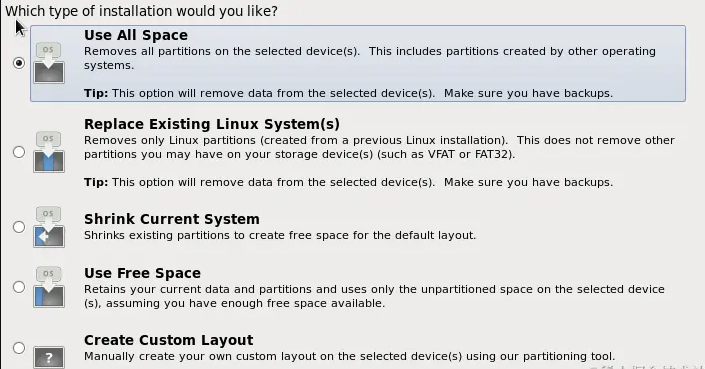 Which type of installation would you like?
OS
Use All Space
Removes all partitions on the selected device(s).  This includes partitions created by other operating
systems.
Tip: This option will remove data from the selected device(s).  Make sure you have backups.
OS
Replace Existing Linux System(s)
Removes only Linux partitions (created from a previous Linux installation).  This does not remove other
partitions you may have on your storage device(s) (such as VFAT or FAT32).
Tip: This option will remove data from the selected device(s).  Make sure you have backups.
OS
Shrink Current System
Shrinks existing partitions to create free space for the default layout.
OS
Use Free Space
Retains your current data and partitions and uses only the unpartitioned space on the selected device
(s), assuming you have enough free space available.
?
Create Custom Layout
Manually create your own custom layout on the selected device(s) using our partitioning tool.